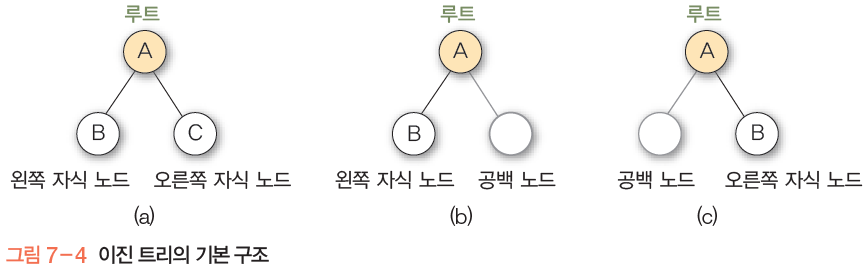 루트 루트 루트
A A A
B C B B
왼쪽 자식 노드 오른쪽 자식 노드 왼쪽 자식 노드 공백 노드 공백 노드 오른쪽 자식 노드
(a) (b) (c)
그림 7-4 이진 트리의 기본 구조